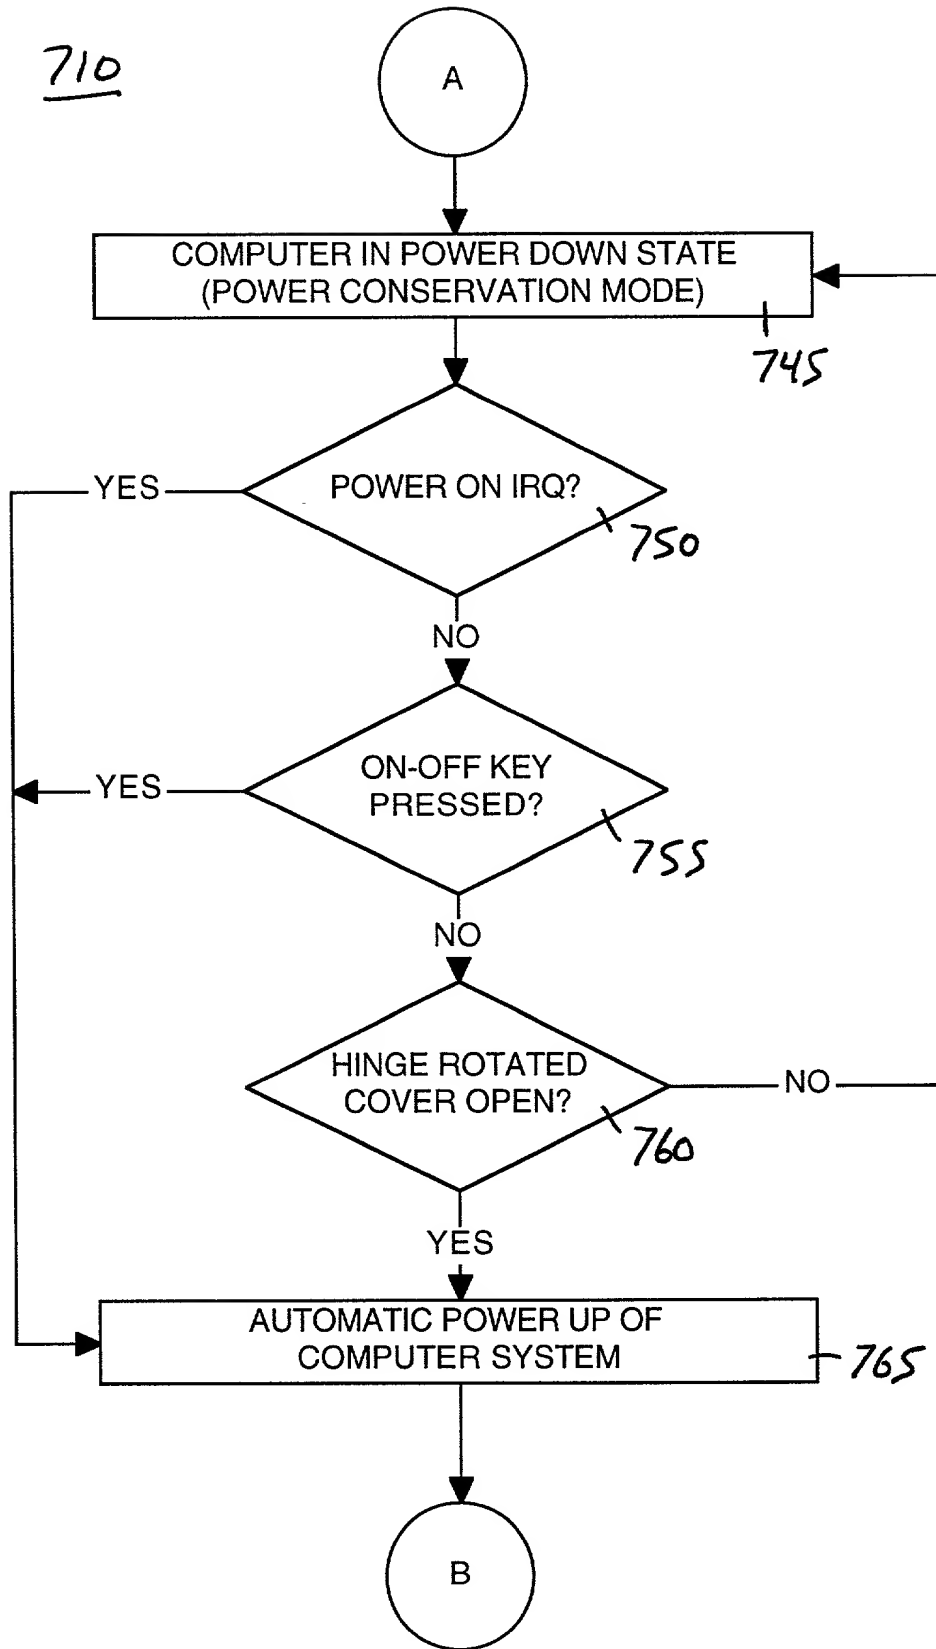 710
A
COMPUTER IN POWER DOWN STATE
(POWER CONSERVATION MODE)
745
YES
POWER ON IRQ?
750
NO
YES
ON-OFF KEY
PRESSED?
755
NO
HINGE ROTATED
COVER OPEN?
NO
760
YES
AUTOMATIC POWER UP OF
COMPUTER SYSTEM
765
B